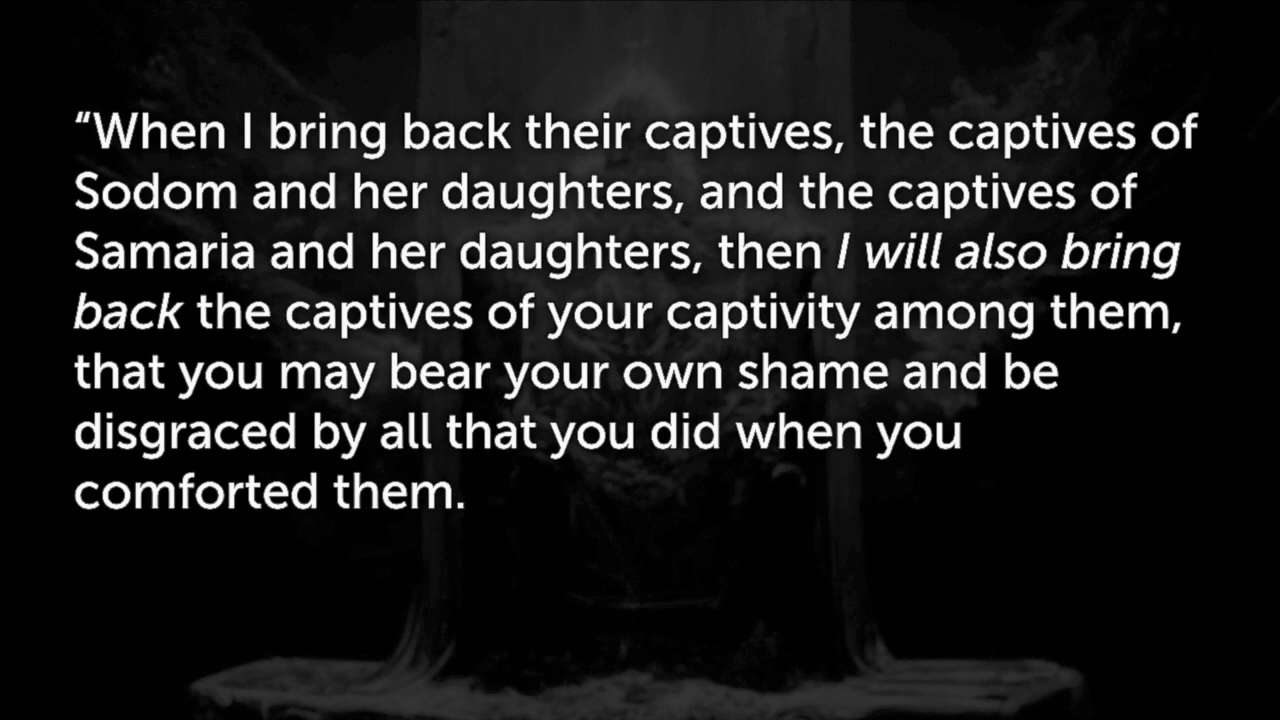 “When I bring back their captives, the captives of
Sodom and her daughters, and the captives of
Samaria and her daughters, then I will also bring
back the captives of your captivity among them,
that you may bear your own shame and be
disgraced by all that you did when you
comforted them.